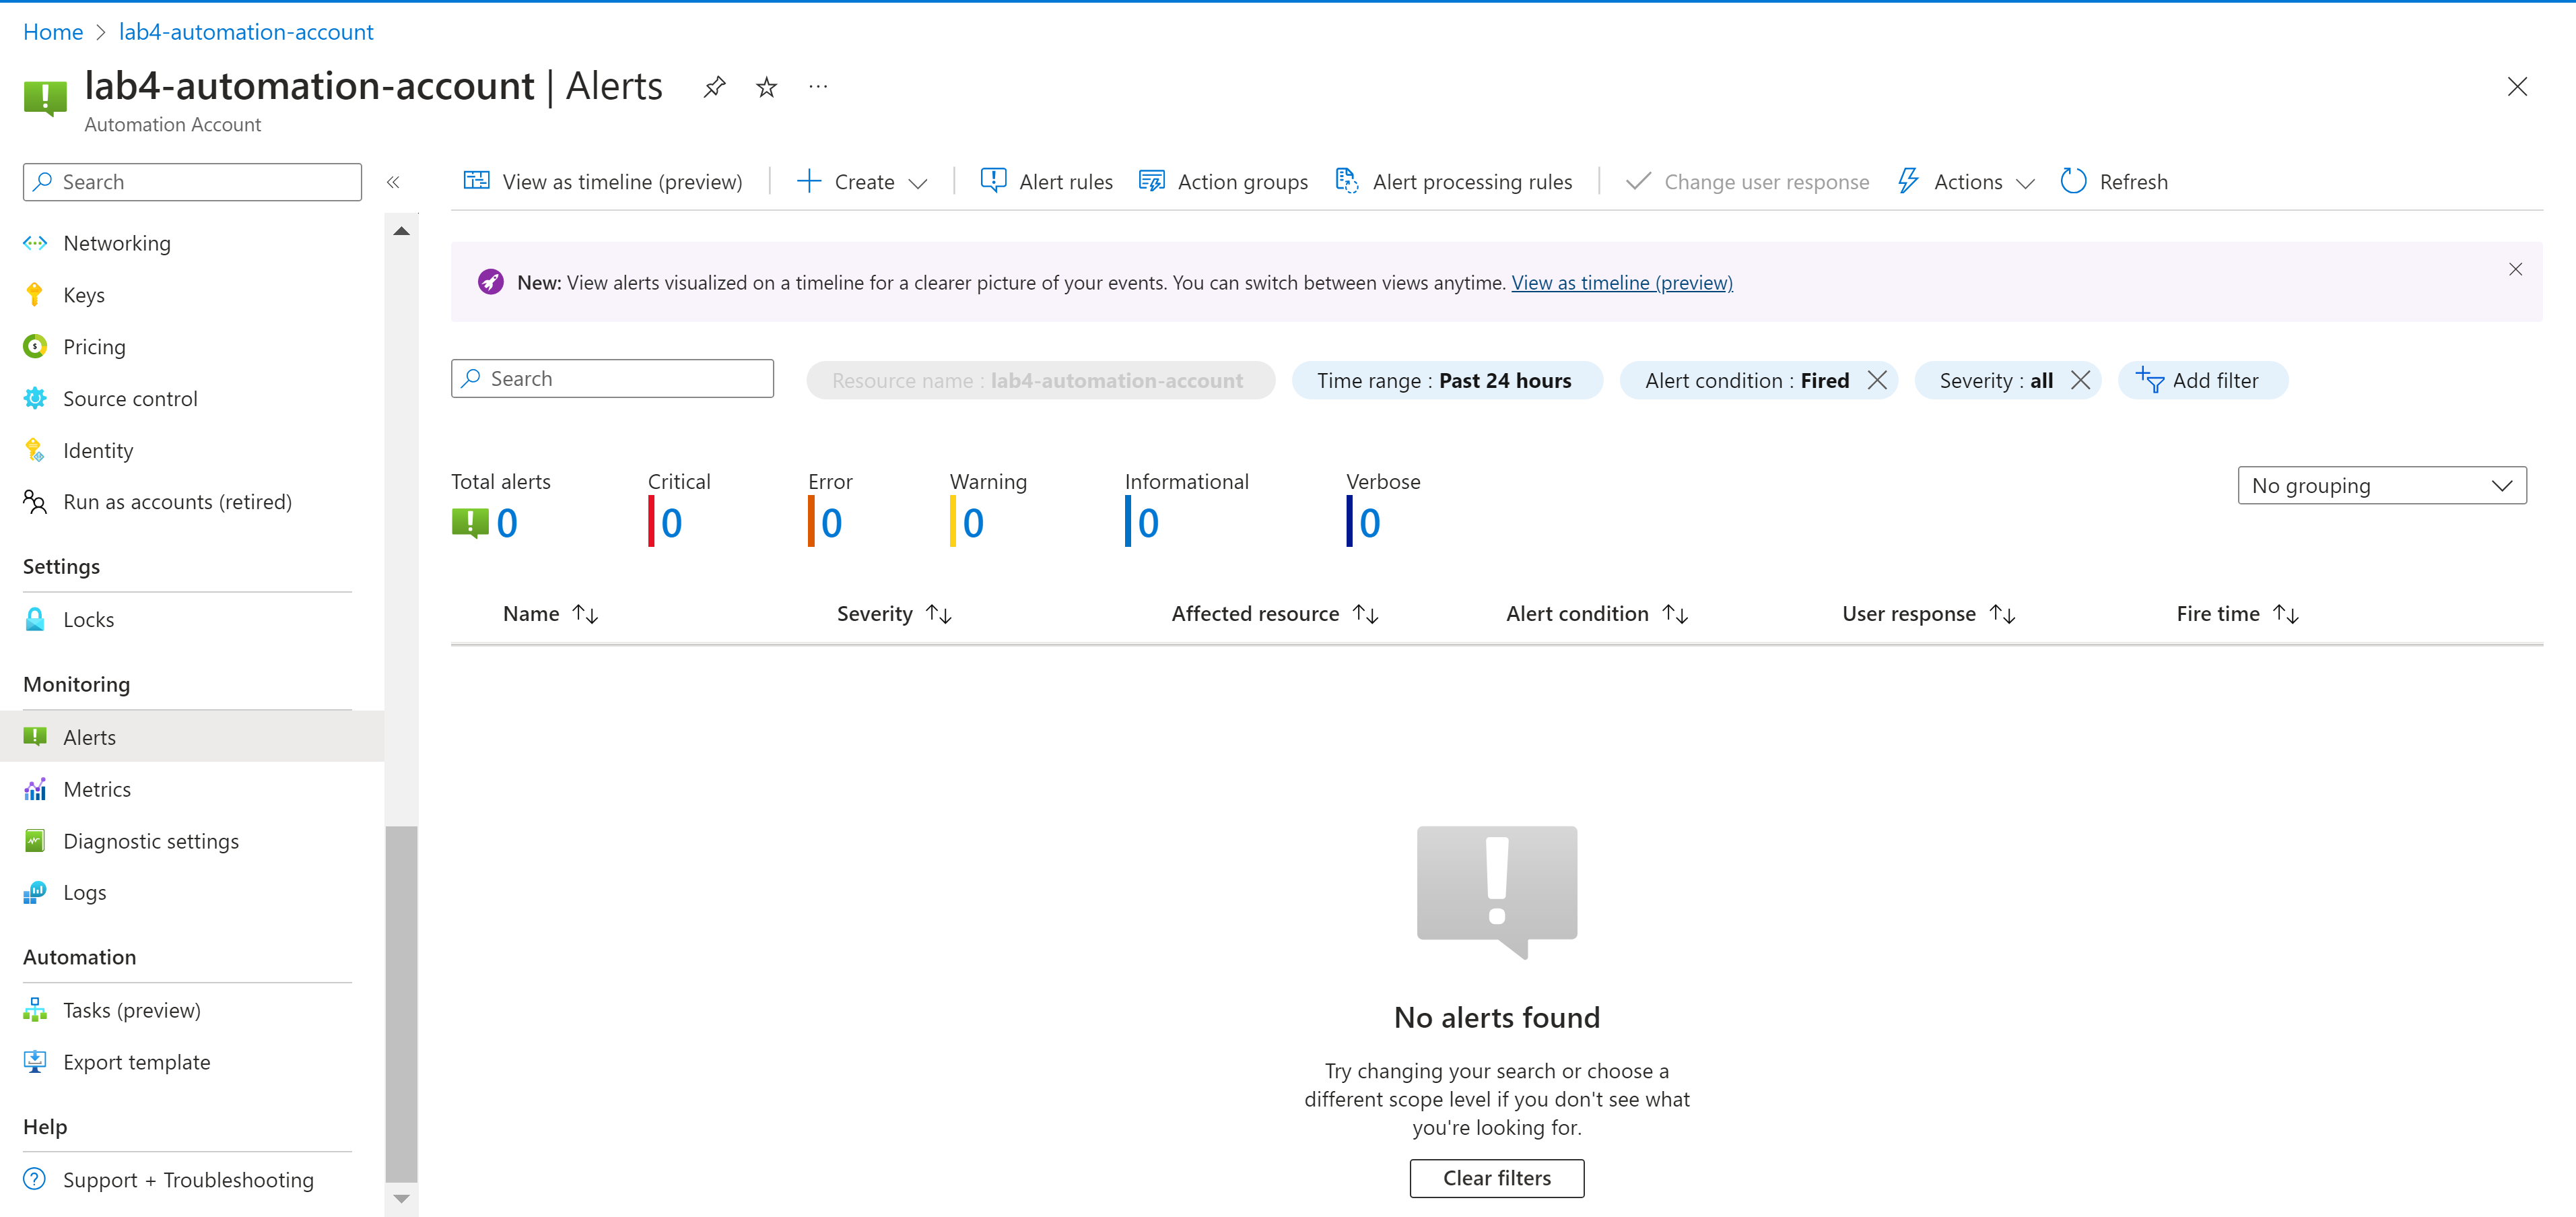 Home > lab4-automation-account
lab4-automation-account | Alerts ...
Automation Account
Search
«
Networking
Keys
Pricing
Source control
Identity
Run as accounts (retired)
Settings
Locks
Monitoring
Alerts
Metrics
Diagnostic settings
Logs
Automation
Tasks (preview)
Export template
Help
Support + Troubleshooting
View as timeline (preview) Create Alert rules Action groups Alert processing rules Change user response Actions Refresh
New: View alerts visualized on a timeline for a clearer picture of your events. You can switch between views anytime. View as timeline (preview)
Search Resource name : lab4-automation-account Time range : Past 24 hours Alert condition : Fired Severity : all Add filter
Total alerts Critical Error Warning Informational Verbose
0 0 0 0 0 0
No grouping
Name Severity Affected resource Alert condition User response Fire time
No alerts found
Try changing your search or choose a
different scope level if you don't see what
you're looking for.
Clear filters